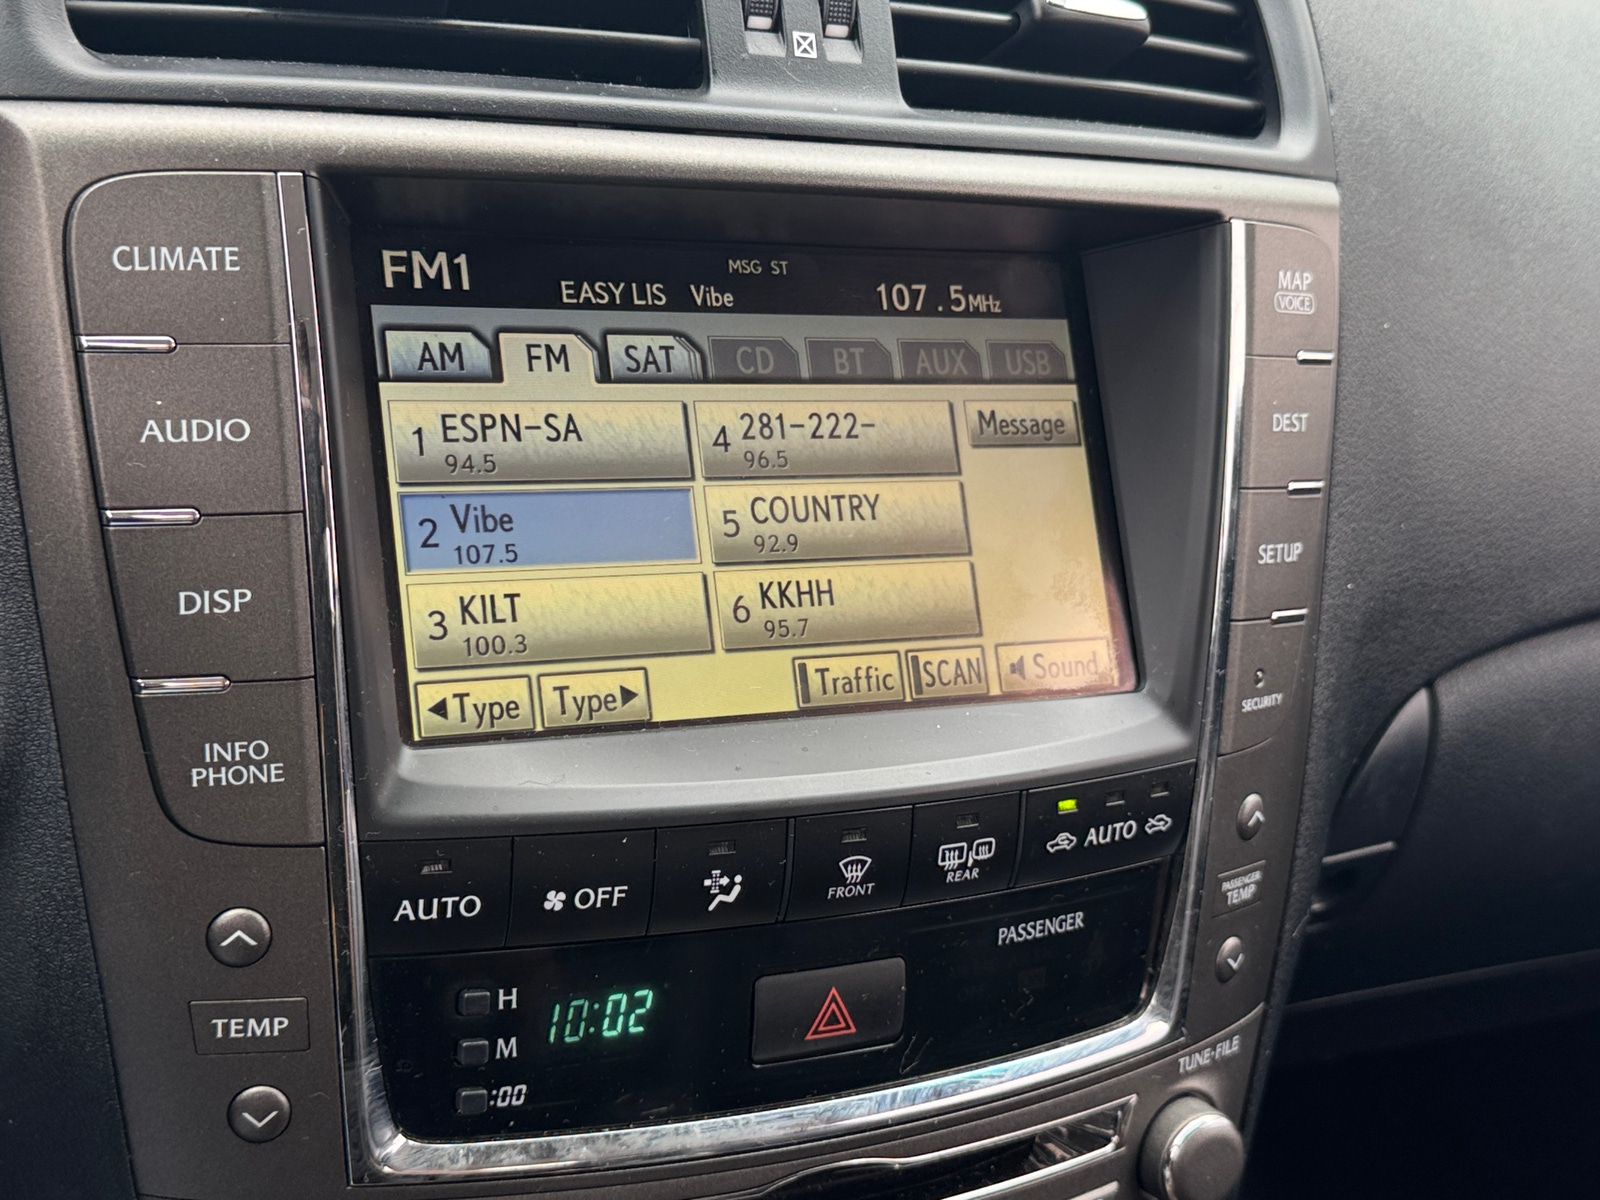 FM1
MSG ST
EASY LIS Vibe 107.5MHz
AM FM SAT CD BT AUX USB
1 ESPN-SA
94.5
4 281-222-
96.5
Message
2 Vibe
107.5
5 COUNTRY
92.9
3 KILT
100.3
6 KKHH
95.7
◀Type Type▶ Traffic SCAN Sound
CLIMATE
AUDIO
DISP
INFO
PHONE
TEMP
MAP
VOICE
DEST
SETUP
SECURITY
PASSENGER
TEMP
AUTO OFF
FRONT
REAR
AUTO
PASSENGER
H
10:02
M
:00
TUNE•FILE